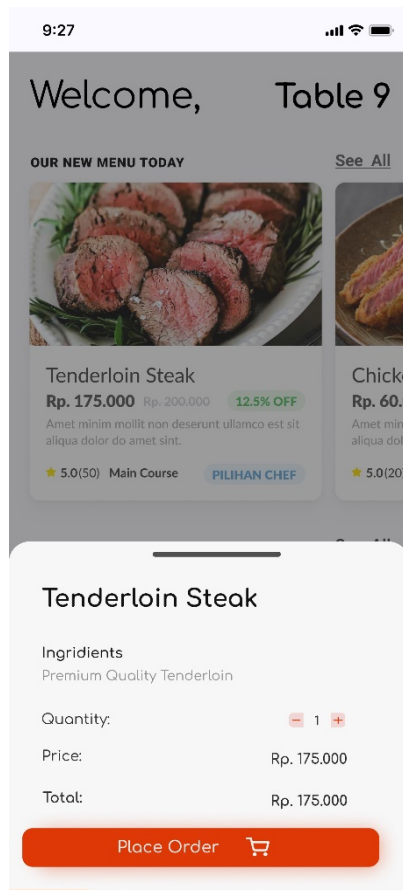 9:27
Welcome, Table 9
OUR NEW MENU TODAY See All
Tenderloin Steak
Rp. 175.000 Rp. 200.000 12.5% OFF
Amet minim mollit non deserunt ullamco est sit
aliqua dolor do amet sint.
5.0(50) Main Course PILIHAN CHEF
Chick
Rp. 60.
Amet min
aliqua dol
5.0(20
Tenderloin Steak
Ingridients
Premium Quality Tenderloin
Quantity: − 1 +
Price: Rp. 175.000
Total: Rp. 175.000
Place Order